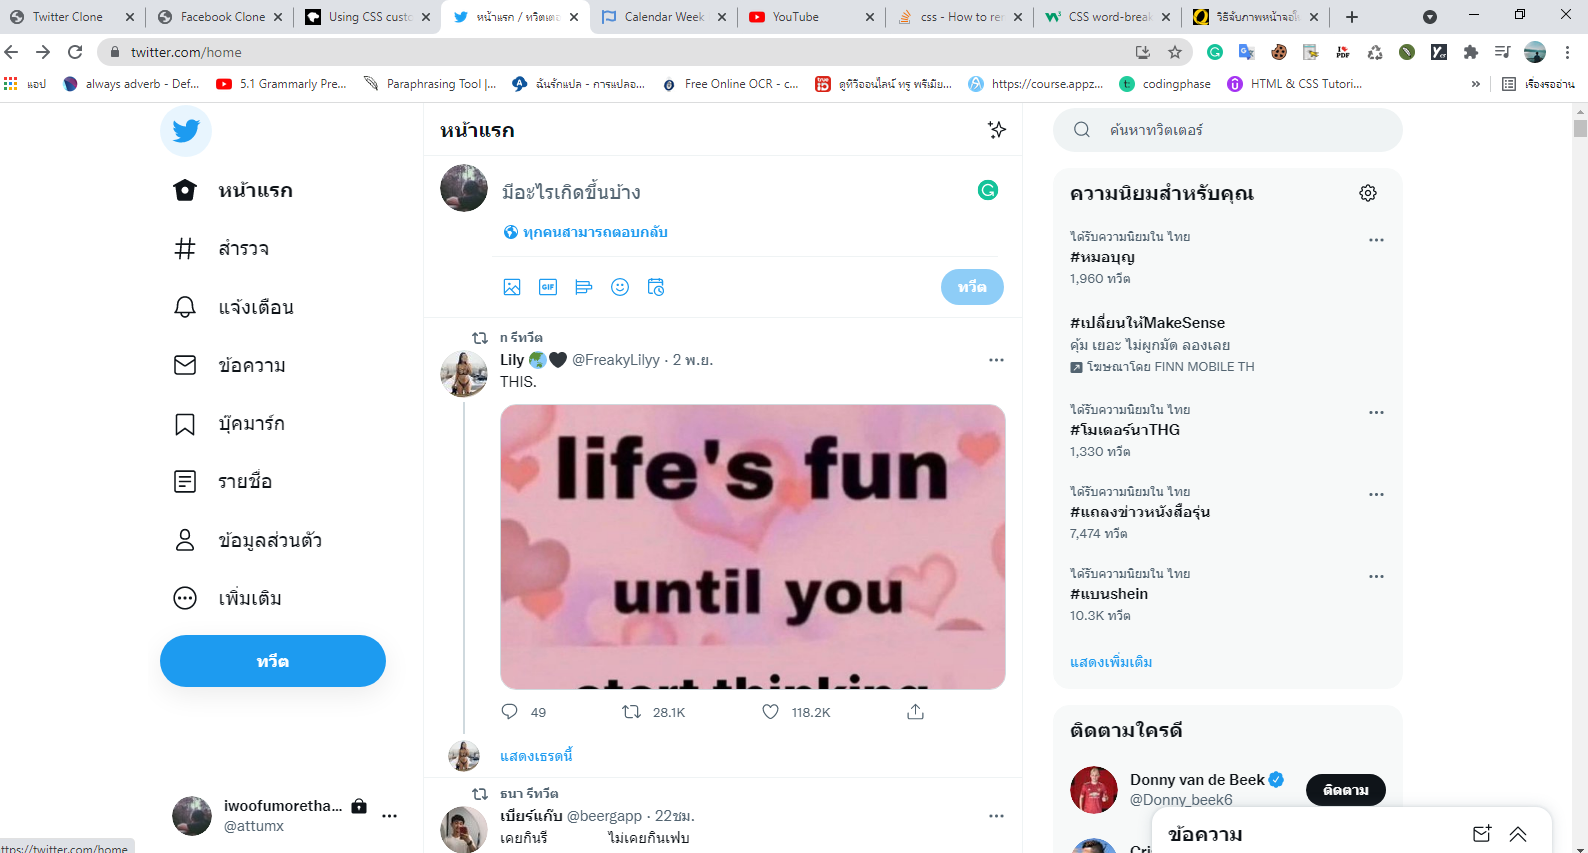 Twitter Clone
Facebook Clone
Using CSS custo
หน้าแรก / ทวิตเตอ
Calendar Week
YouTube
css - How to rer
CSS word-break
วิธีจับภาพหน้าจอใน
twitter.com/home
แอป
always adverb - Def...
5.1 Grammarly Pre...
Paraphrasing Tool |...
ฉันรักแปล - การแปลอ...
Free Online OCR - c...
ดูทีวีออนไลน์ ทรู พรีเมีย...
https://course.appz...
codingphase
HTML & CSS Tutori...
»
เรื่องรออ่าน
หน้าแรก
สำรวจ
แจ้งเตือน
ข้อความ
บุ๊คมาร์ก
รายชื่อ
ข้อมูลส่วนตัว
เพิ่มเติม
ทวีต
iwoofumoretha...
@attumx
ttps://twitter.com/home
หน้าแรก
มีอะไรเกิดขึ้นบ้าง
ทุกคนสามารถตอบกลับ
GIF
ทวีต
ท รีทวีต
Lily @FreakyLilyy · 2 พ.ย.
THIS.
life's fun
until you
start thinking
49
28.1K
118.2K
แสดงเธรดนี้
ธนา รีทวีต
เบียร์แก๊บ @beergapp · 22ชม.
เคยกินรึ ไม่เคยกินเฟบ
ค้นหาทวิตเตอร์
ความนิยมสำหรับคุณ
ได้รับความนิยมใน ไทย
#หมอบุญ
1,960 ทวีต
#เปลี่ยนให้MakeSense
คุ้ม เยอะ ไม่ผูกมัด ลองเลย
โฆษณาโดย FINN MOBILE TH
ได้รับความนิยมใน ไทย
#โมเดอร์นาTHG
1,330 ทวีต
ได้รับความนิยมใน ไทย
#แถลงข่าวหนังสือรุ่น
7,474 ทวีต
ได้รับความนิยมใน ไทย
#แบนshein
10.3K ทวีต
แสดงเพิ่มเติม
ติดตามใครดี
Donny van de Beek
@Donny_beek6
ติดตาม
ข้อความ